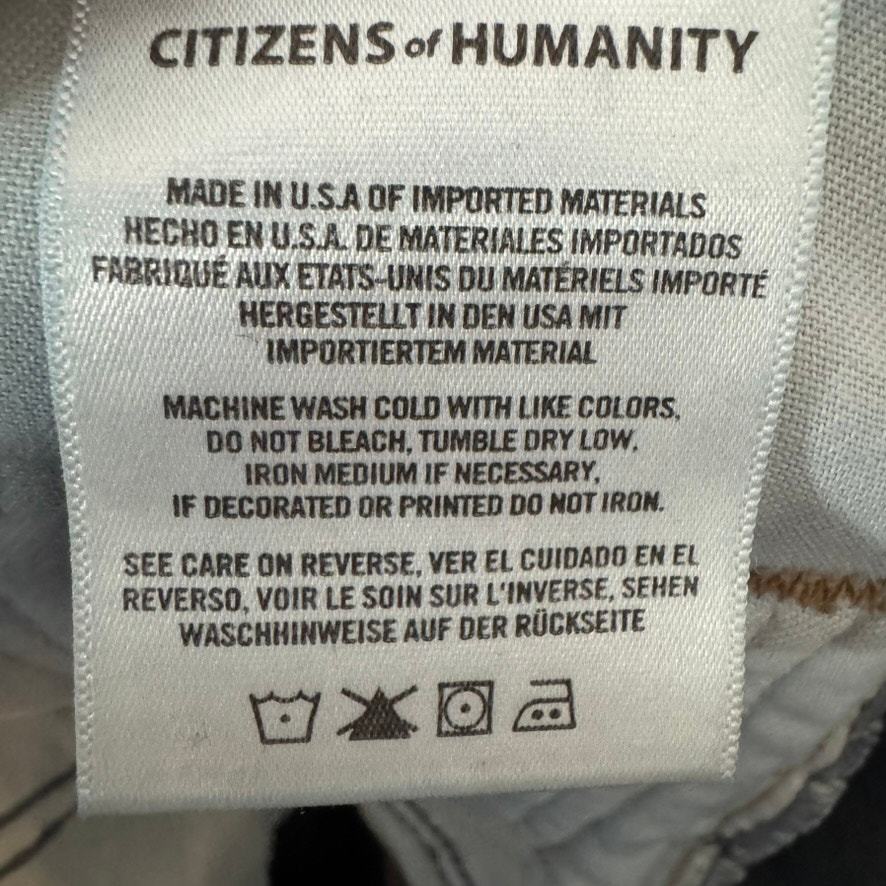 CITIZENS of HUMANITY
MADE IN U.S.A OF IMPORTED MATERIALS
HECHO EN U.S.A. DE MATERIALES IMPORTADOS
FABRIQUÉ AUX ETATS-UNIS DU MATÉRIELS IMPORTÉ
HERGESTELLT IN DEN USA MIT
IMPORTIERTEM MATERIAL
MACHINE WASH COLD WITH LIKE COLORS,
DO NOT BLEACH, TUMBLE DRY LOW,
IRON MEDIUM IF NECESSARY,
IF DECORATED OR PRINTED DO NOT IRON.
SEE CARE ON REVERSE, VER EL CUIDADO EN EL
REVERSO, VOIR LE SOIN SUR L'INVERSE, SEHEN
WASCHHINWEISE AUF DER RÜCKSEITE